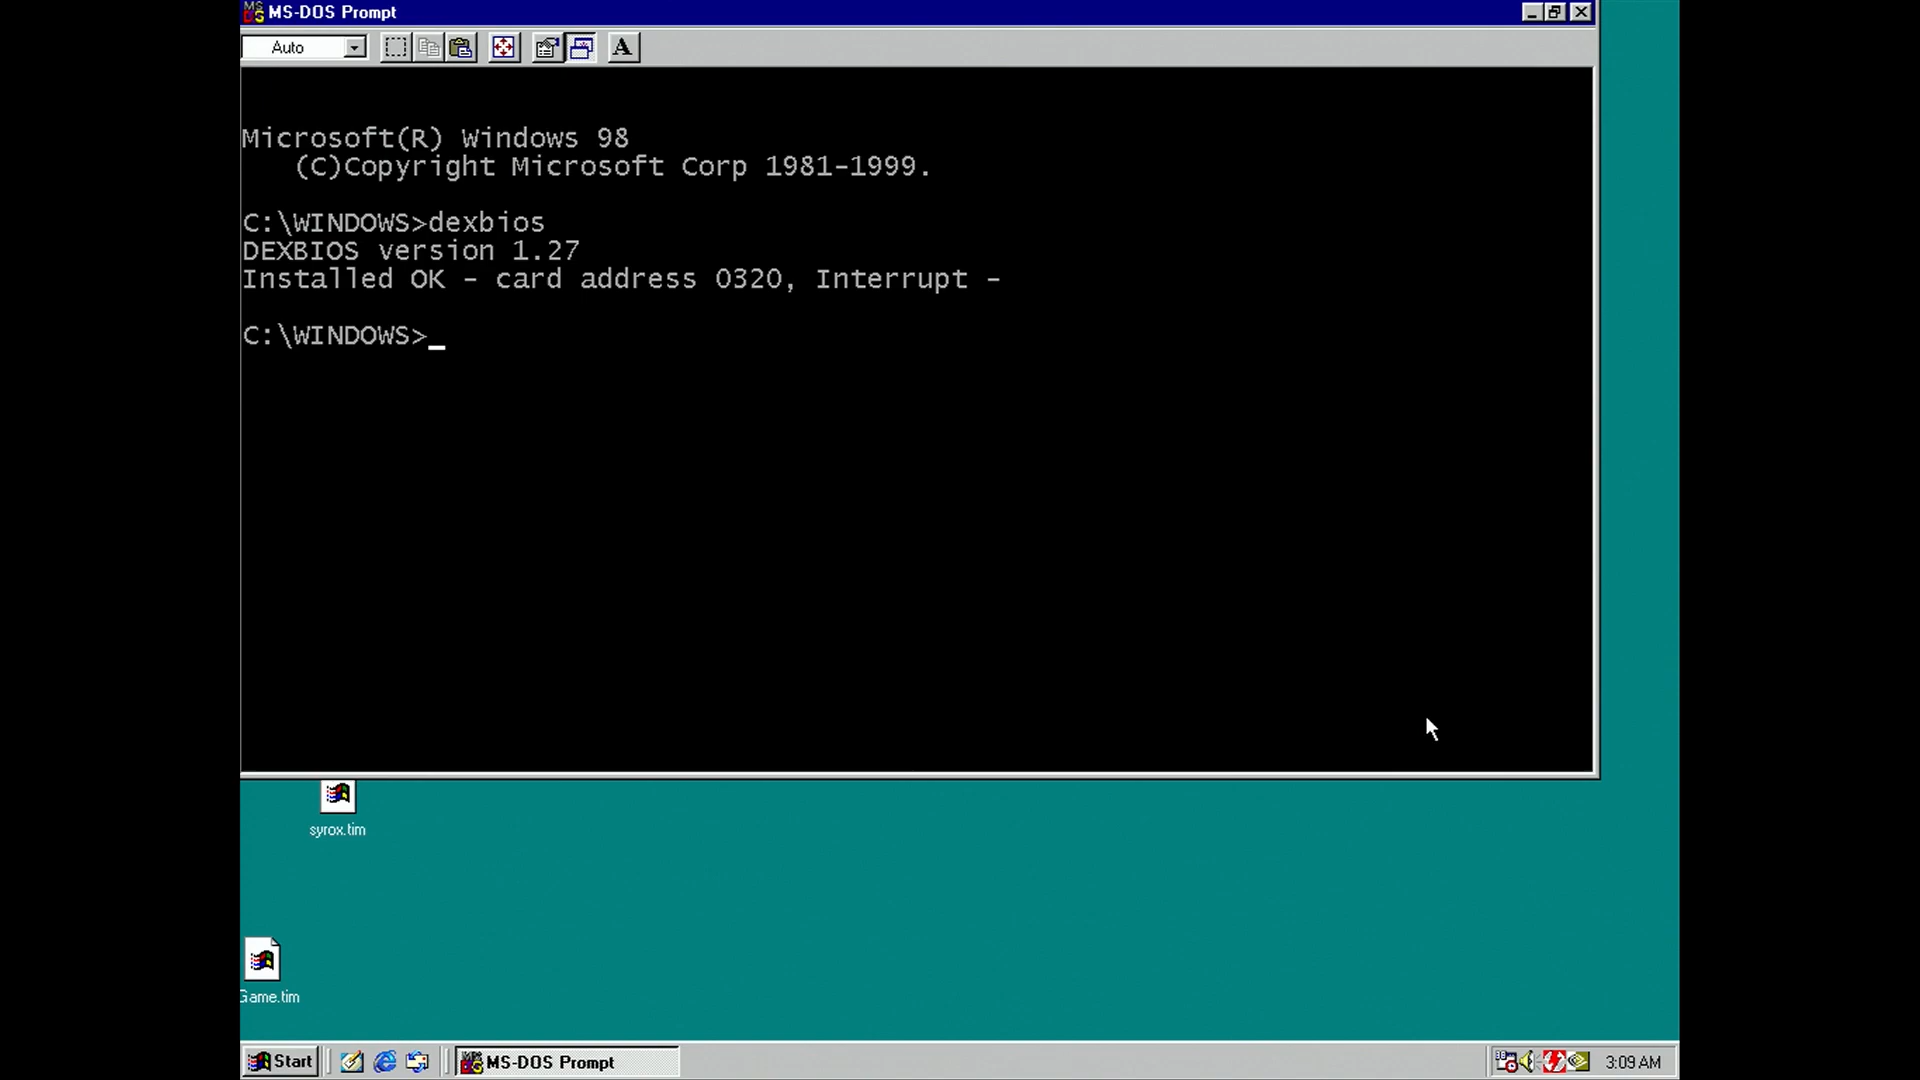 MS-DOS Prompt
Auto
A
Microsoft(R) Windows 98
(C)Copyright Microsoft Corp 1981-1999.
C:\WINDOWS>dexbios
DEXBIOS version 1.27
Installed OK - card address 0320, Interrupt -
C:\WINDOWS>_
syrox.tim
Game.tim
Start
MS-DOS Prompt
3:09 AM